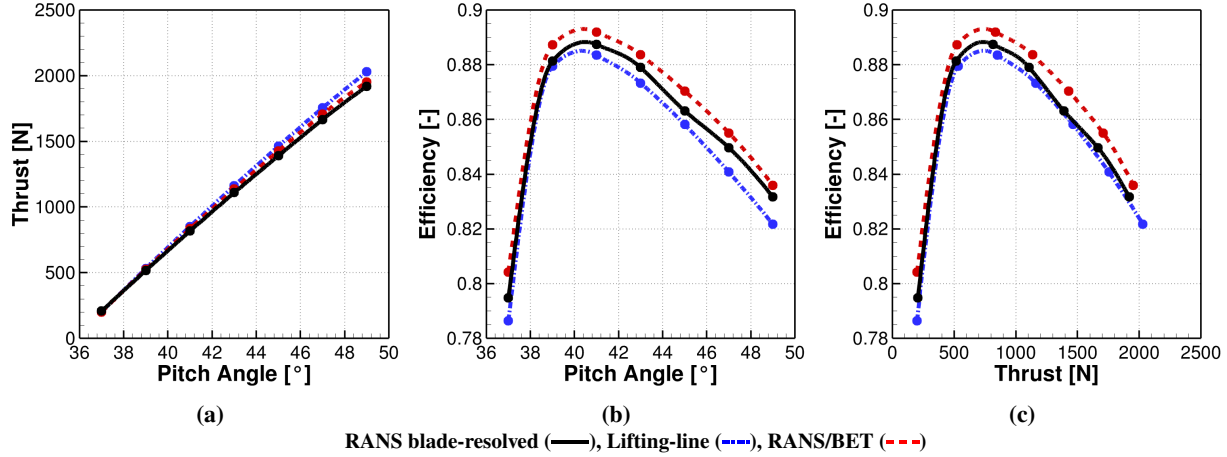 2500
2000
1500
1000
500
0
36 38 40 42 44 46 48 50
Thrust [N]
Pitch Angle [°]
(a)
0.9
0.88
0.86
0.84
0.82
0.8
0.78
36 38 40 42 44 46 48 50
Efficiency [-]
Pitch Angle [°]
(b)
0.9
0.88
0.86
0.84
0.82
0.8
0.78
0 500 1000 1500 2000 2500
Efficiency [-]
Thrust [N]
(c)
RANS blade-resolved (), Lifting-line (), RANS/BET ()